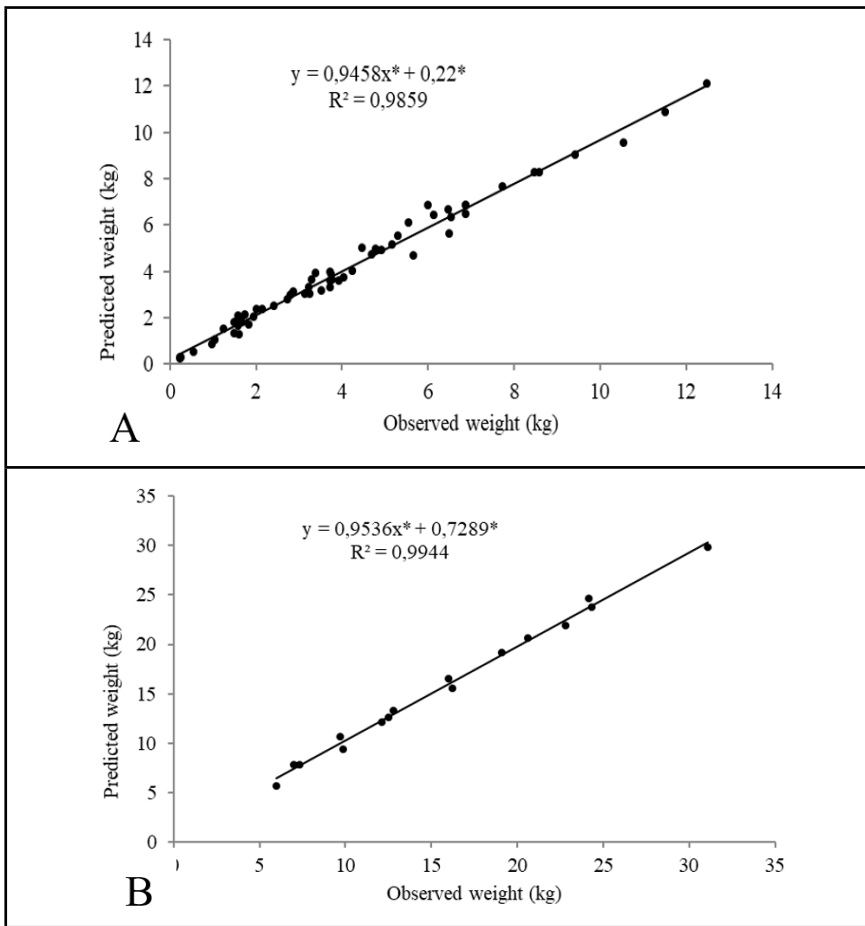 14
12
10
8
6
4
2
0
Predicted weight (kg)
y = 0,9458x* + 0,22*
R² = 0,9859
0 2 4 6 8 10 12 14
Observed weight (kg)
A
35
30
25
20
15
10
5
0
Predicted weight (kg)
y = 0,9536x* + 0,7289*
R² = 0,9944
5 10 15 20 25 30 35
Observed weight (kg)
B